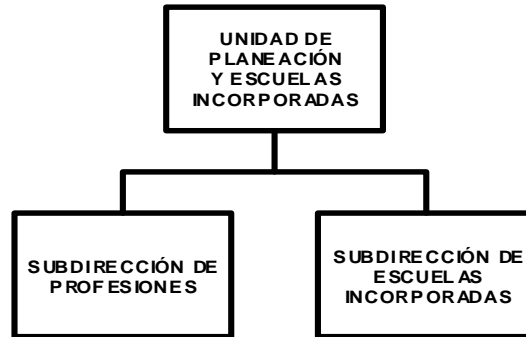 UNIDAD DE
PLANEACIÓN
Y ESCUELAS
INCORPORADAS
SUBDIRECCIÓN DE
PROFESIONES
SUBDIRECCIÓN DE
ESCUELAS
INCORPORADAS